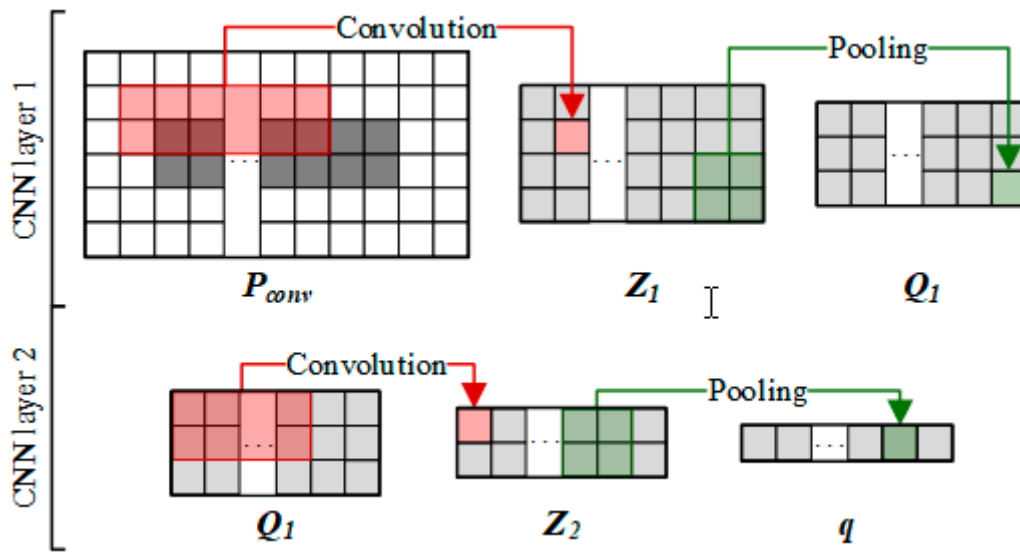 CNN layer 1
Convolution
Pooling
...
...
...
P_conv
Z_1
Q_1
CNN layer 2
Convolution
Pooling
...
...
...
Q_1
Z_2
q